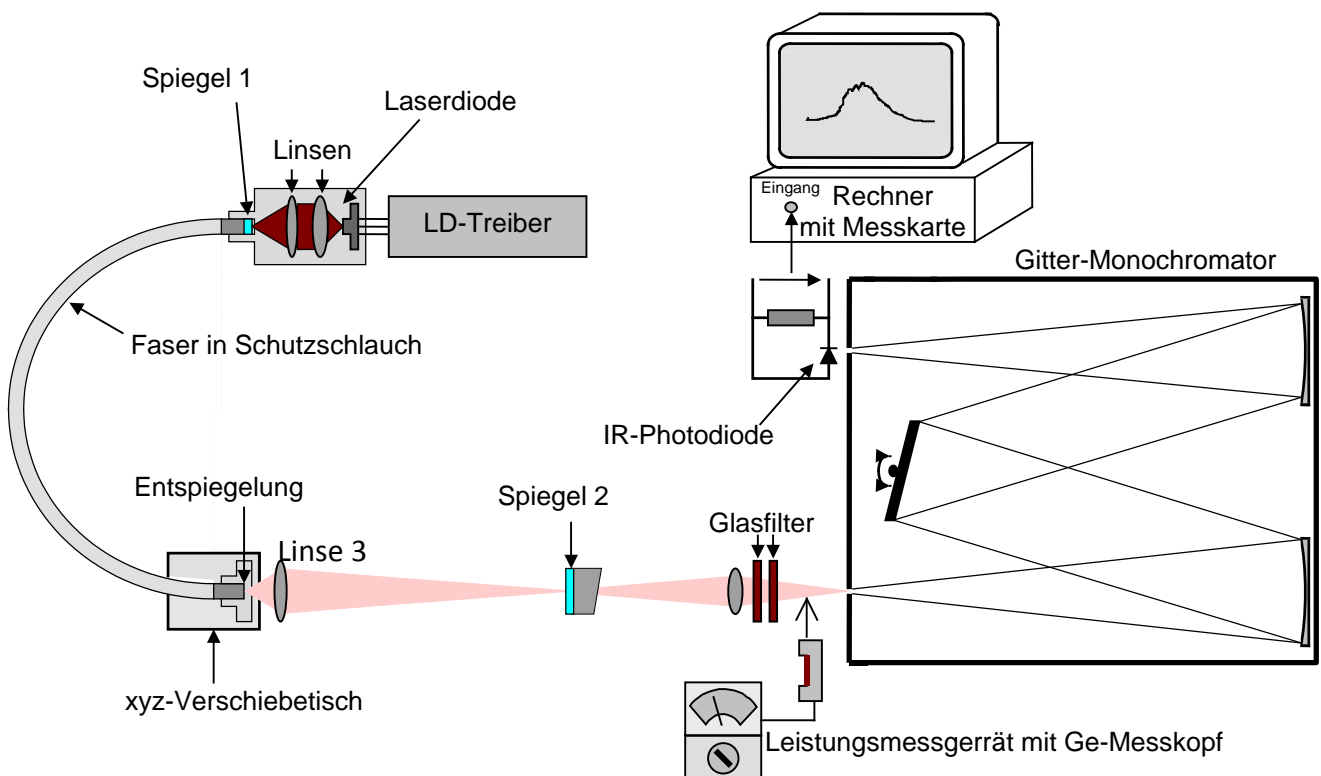 Spiegel 1
Laserdiode
Linsen
LD-Treiber
Eingang
Rechner
mit Messkarte
Gitter-Monochromator
Faser in Schutzschlauch
IR-Photodiode
Entspiegelung
Linse 3
Spiegel 2
Glasfilter
xyz-Verschiebetisch
Leistungsmessgerrät mit Ge-Messkopf